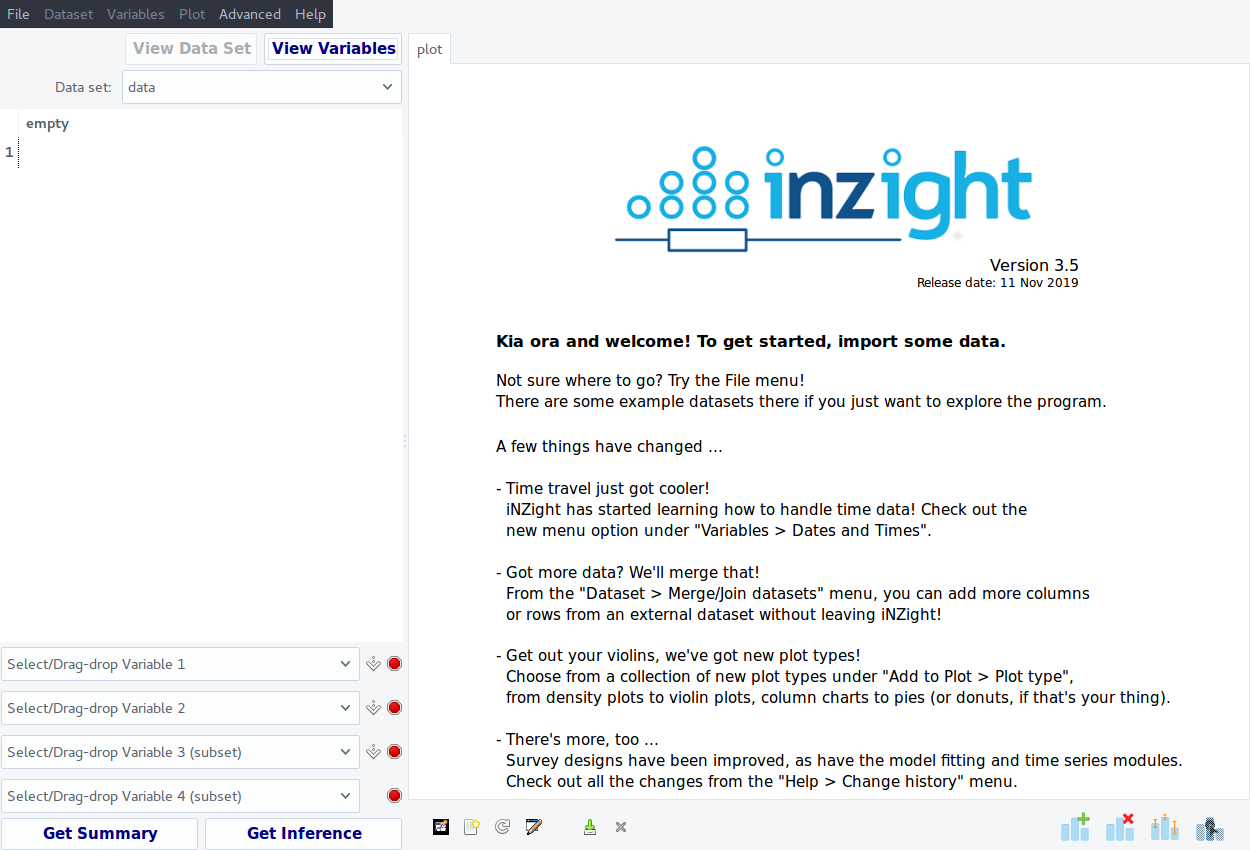 File Dataset Variables Plot Advanced Help
View Data Set View Variables
plot
Data set: data
empty
1
inzight
Version 3.5
Release date: 11 Nov 2019
Kia ora and welcome! To get started, import some data.
Not sure where to go? Try the File menu!
There are some example datasets there if you just want to explore the program.
A few things have changed ...
- Time travel just got cooler!
iNZight has started learning how to handle time data! Check out the
new menu option under "Variables > Dates and Times".
- Got more data? We'll merge that!
From the "Dataset > Merge/Join datasets" menu, you can add more columns
or rows from an external dataset without leaving iNZight!
- Get out your violins, we've got new plot types!
Choose from a collection of new plot types under "Add to Plot > Plot type",
from density plots to violin plots, column charts to pies (or donuts, if that's your thing).
- There's more, too ...
Survey designs have been improved, as have the model fitting and time series modules.
Check out all the changes from the "Help > Change history" menu.
Select/Drag-drop Variable 1
Select/Drag-drop Variable 2
Select/Drag-drop Variable 3 (subset)
Select/Drag-drop Variable 4 (subset)
Get Summary Get Inference